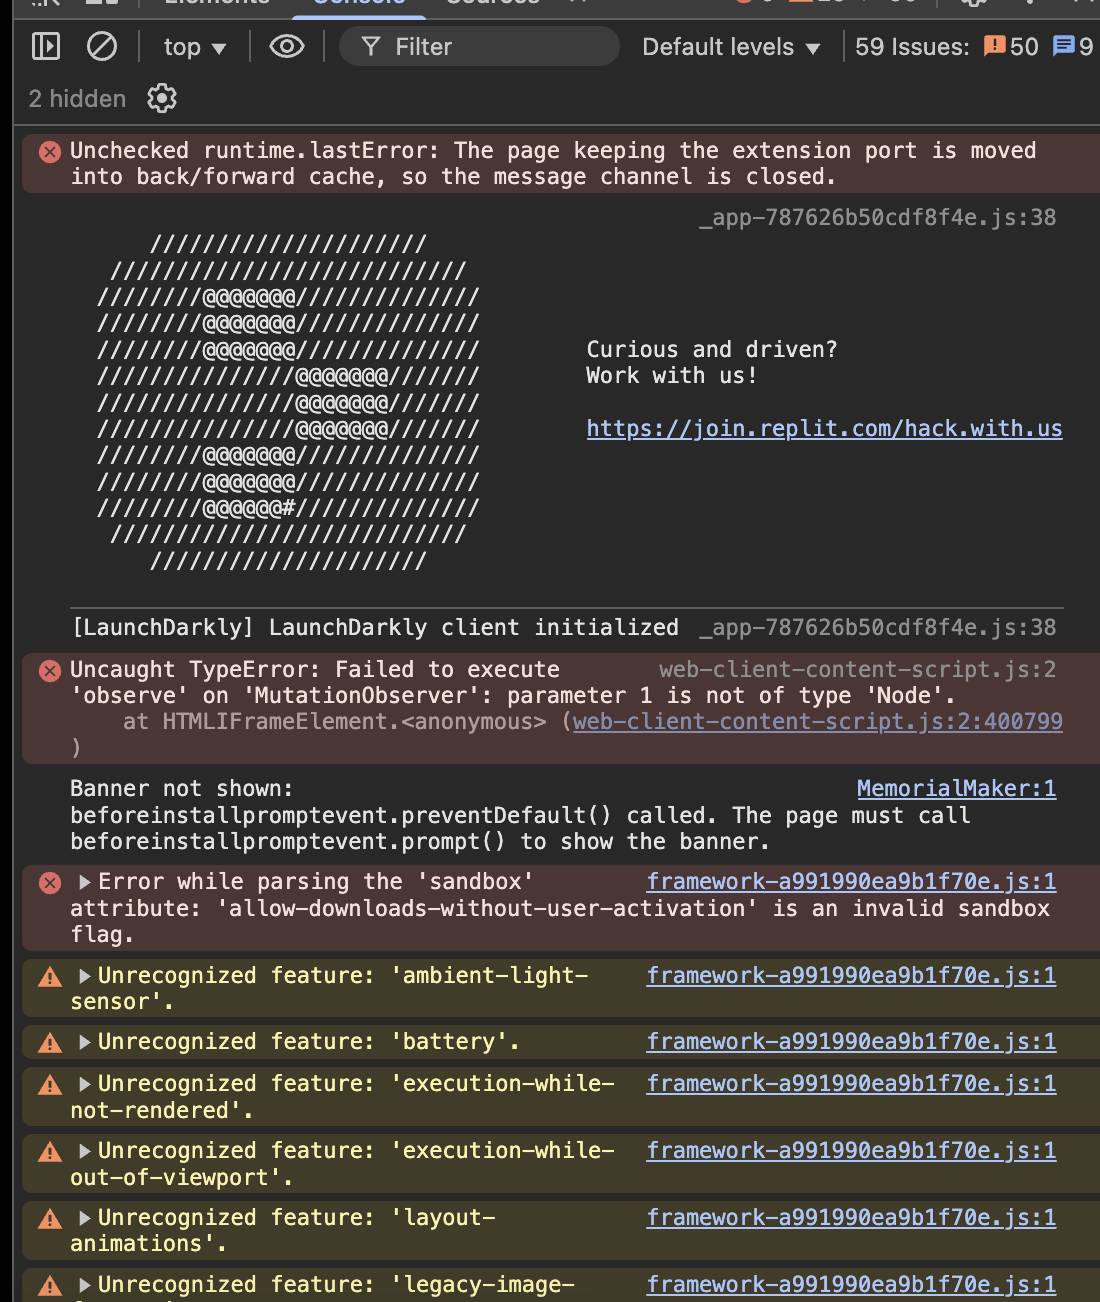 Elements Console Sources
top ▼ Filter Default levels ▼ 59 Issues: 50 9
2 hidden
Unchecked runtime.lastError: The page keeping the extension port is moved
into back/forward cache, so the message channel is closed.
_app-787626b50cdf8f4e.js:38
/////////////////////
///////////////////////////
////////@@@@@@@//////////////
////////@@@@@@@//////////////
////////@@@@@@@//////////////
Curious and driven?
///////////////@@@@@@@///////
Work with us!
///////////////@@@@@@@///////
///////////////@@@@@@@///////
https://join.replit.com/hack.with.us
////////@@@@@@@//////////////
////////@@@@@@@//////////////
////////@@@@@@#//////////////
///////////////////////////
/////////////////////
[LaunchDarkly] LaunchDarkly client initialized _app-787626b50cdf8f4e.js:38
Uncaught TypeError: Failed to execute web-client-content-script.js:2
'observe' on 'MutationObserver': parameter 1 is not of type 'Node'.
at HTMLIFrameElement.<anonymous> (web-client-content-script.js:2:400799
)
Banner not shown: MemorialMaker:1
beforeinstallpromptevent.preventDefault() called. The page must call
beforeinstallpromptevent.prompt() to show the banner.
Error while parsing the 'sandbox' framework-a991990ea9b1f70e.js:1
attribute: 'allow-downloads-without-user-activation' is an invalid sandbox
flag.
Unrecognized feature: 'ambient-light- framework-a991990ea9b1f70e.js:1
sensor'.
Unrecognized feature: 'battery'. framework-a991990ea9b1f70e.js:1
Unrecognized feature: 'execution-while- framework-a991990ea9b1f70e.js:1
not-rendered'.
Unrecognized feature: 'execution-while- framework-a991990ea9b1f70e.js:1
out-of-viewport'.
Unrecognized feature: 'layout- framework-a991990ea9b1f70e.js:1
animations'.
Unrecognized feature: 'legacy-image- framework-a991990ea9b1f70e.js:1